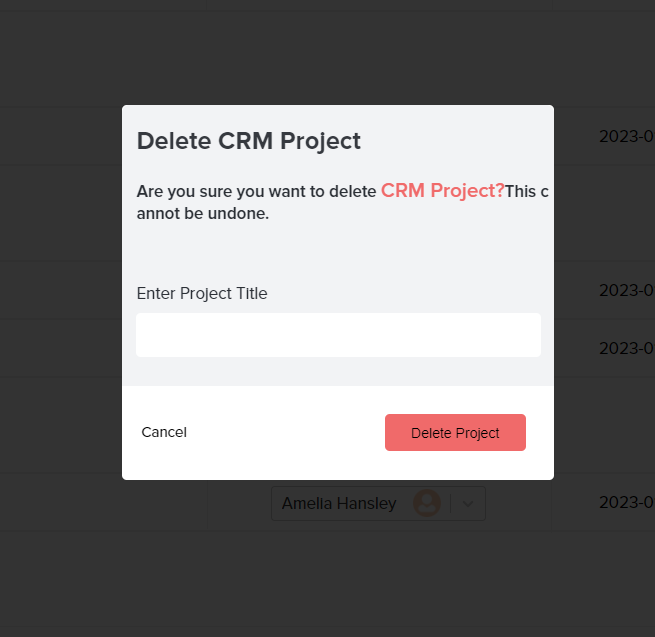 2023-0
Delete CRM Project
Are you sure you want to delete CRM Project?This c
annot be undone.
Enter Project Title
2023-0
2023-0
Cancel
Delete Project
Amelia Hansley
2023-0